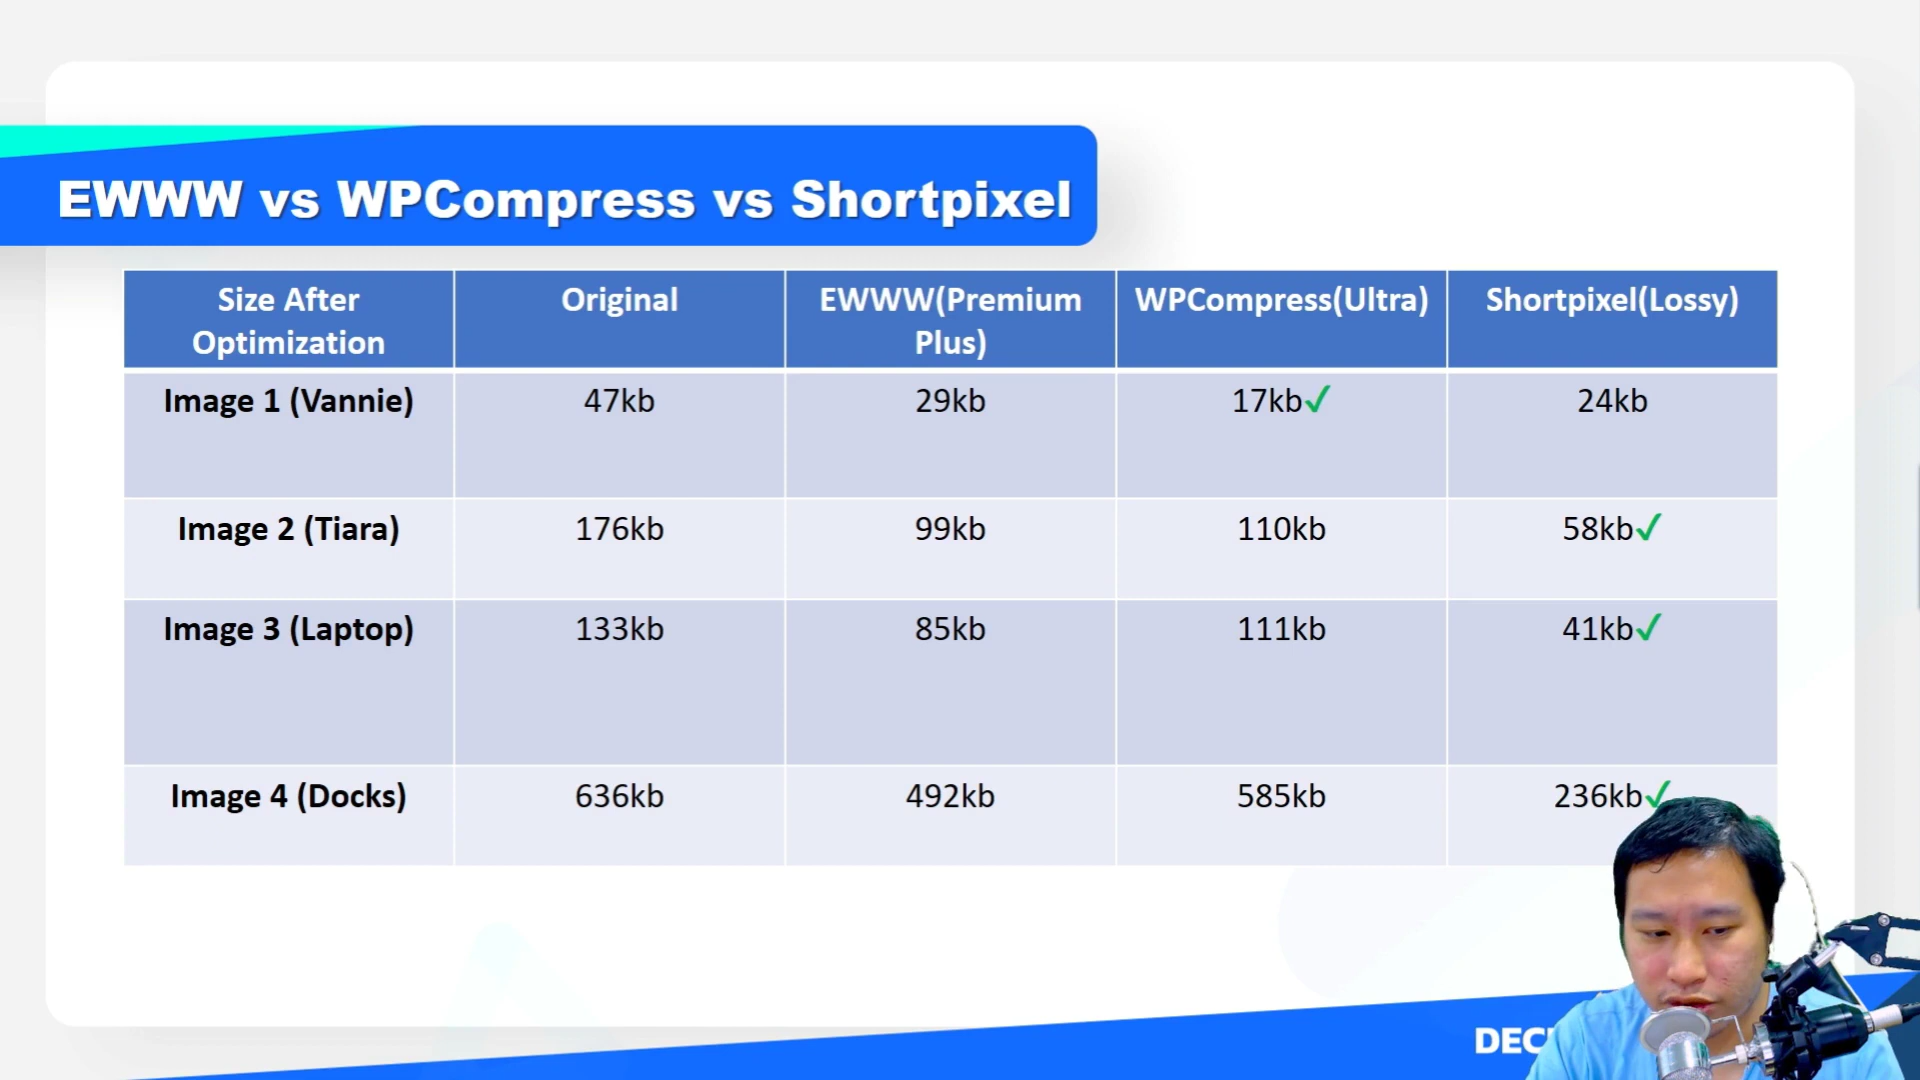 EWWW vs WPCompress vs Shortpixel
Size After Optimization
Original
EWWW(Premium Plus)
WPCompress(Ultra)
Shortpixel(Lossy)
Image 1 (Vannie)
47kb
29kb
17kb✓
24kb
Image 2 (Tiara)
176kb
99kb
110kb
58kb✓
Image 3 (Laptop)
133kb
85kb
111kb
41kb✓
Image 4 (Docks)
636kb
492kb
585kb
236kb✓